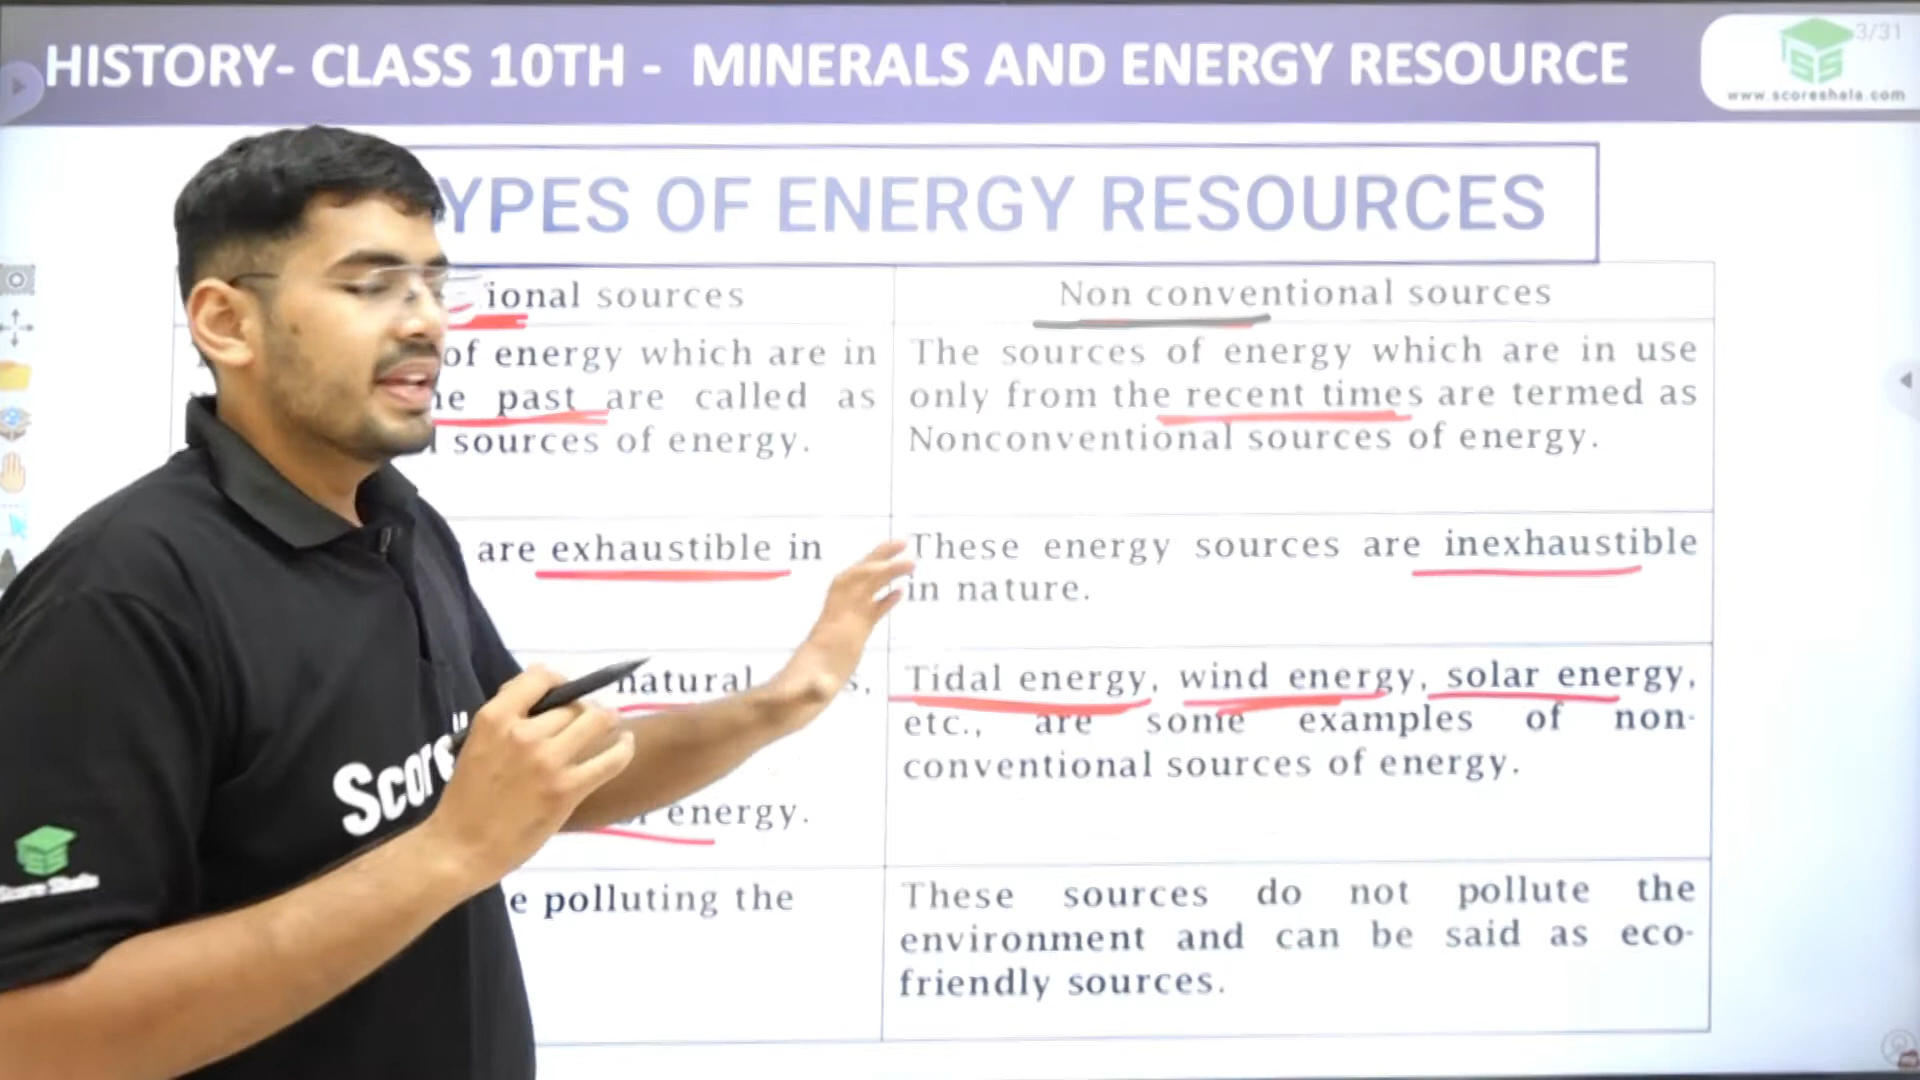 HISTORY- CLASS 10TH - MINERALS AND ENERGY RESOURCE
3/31
www.scoreshala.com
YPES OF ENERGY RESOURCES
ional sources
Non conventional sources
of energy which are in
past are called as
sources of energy.
The sources of energy which are in use
only from the recent times are termed as
Nonconventional sources of energy.
are exhaustible in
These energy sources are inexhaustible
in nature.
natural
energy.
Tidal energy, wind energy, solar energy,
etc., are some examples of non-
conventional sources of energy.
polluting the
These sources do not pollute the
environment and can be said as eco-
friendly sources.
Score
Score Shala